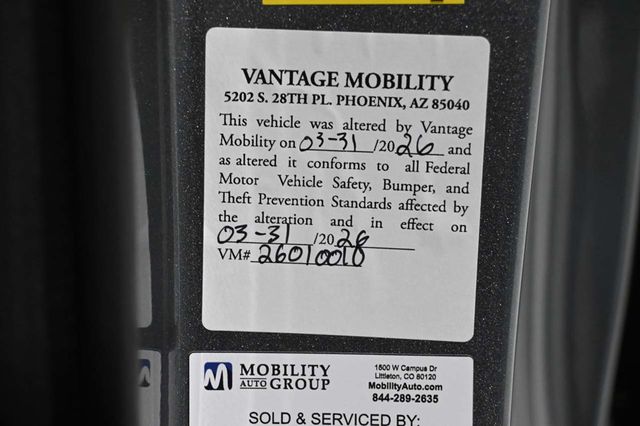 VANTAGE MOBILITY
5202 S. 28TH PL. PHOENIX, AZ 85040
This vehicle was altered by Vantage
Mobility on 03-31 /2026 and
as altered it conforms to all Federal
Motor Vehicle Safety, Bumper, and
Theft Prevention Standards affected by
the alteration and in effect on
03-31 /2026
VM# 26010010
M MOBILITY
AUTO GROUP
1600 W Campus Dr
Littleton, CO 80120
MobilityAuto.com
844-289-2635
SOLD & SERVICED BY: